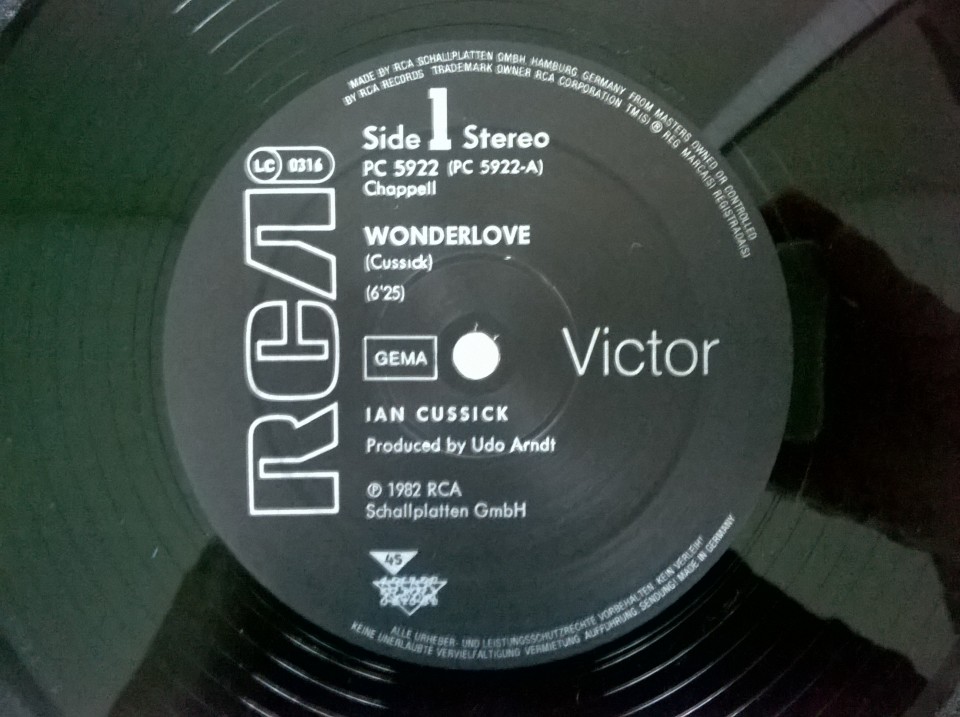 MADE BY RCA SCHALLPLATTEN GMBH, HAMBURG GERMANY FROM MASTERS OWNED OR CONTROLLED
BY RCA RECORDS TRADEMARK OWNER RCA CORPORATION TM(S) ® REG. MARCA(S) REGISTRADA(S)
Side 1 Stereo
LC 0316
PC 5922 (PC 5922-A)
Chappell
RCA
WONDERLOVE
(Cussick)
(6'25)
GEMA
Victor
IAN CUSSICK
Produced by Udo Arndt
℗ 1982 RCA
Schallplatten GmbH
45
ALLE URHEBER- UND LEISTUNGSSCHUTZRECHTE VORBEHALTEN. KEIN VERLEIH!
KEINE UNERLAUBTE VERVIELFÄLTIGUNG, VERMIETUNG, AUFFÜHRUNG, SENDUNG! MADE IN GERMANY